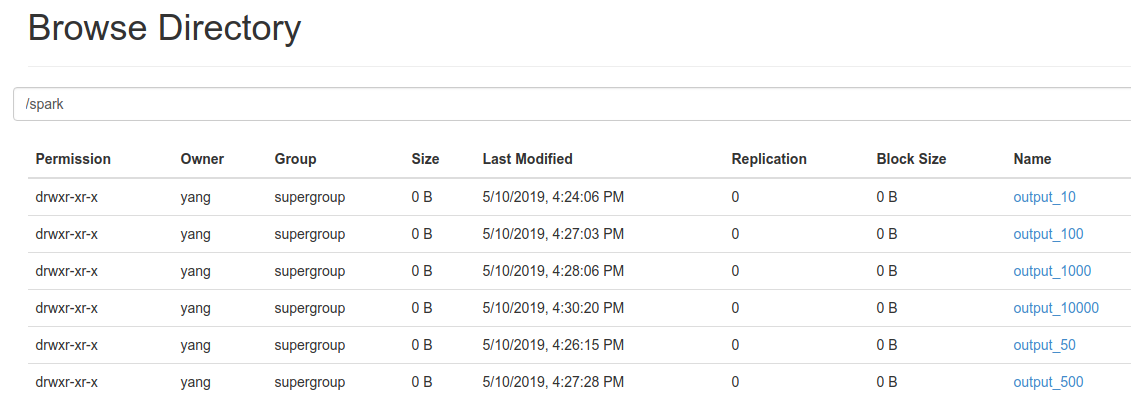 Browse Directory
/spark
Permission Owner Group Size Last Modified Replication Block Size Name
drwxr-xr-x yang supergroup 0 B 5/10/2019, 4:24:06 PM 0 0 B output_10
drwxr-xr-x yang supergroup 0 B 5/10/2019, 4:27:03 PM 0 0 B output_100
drwxr-xr-x yang supergroup 0 B 5/10/2019, 4:28:06 PM 0 0 B output_1000
drwxr-xr-x yang supergroup 0 B 5/10/2019, 4:30:20 PM 0 0 B output_10000
drwxr-xr-x yang supergroup 0 B 5/10/2019, 4:26:15 PM 0 0 B output_50
drwxr-xr-x yang supergroup 0 B 5/10/2019, 4:27:28 PM 0 0 B output_500